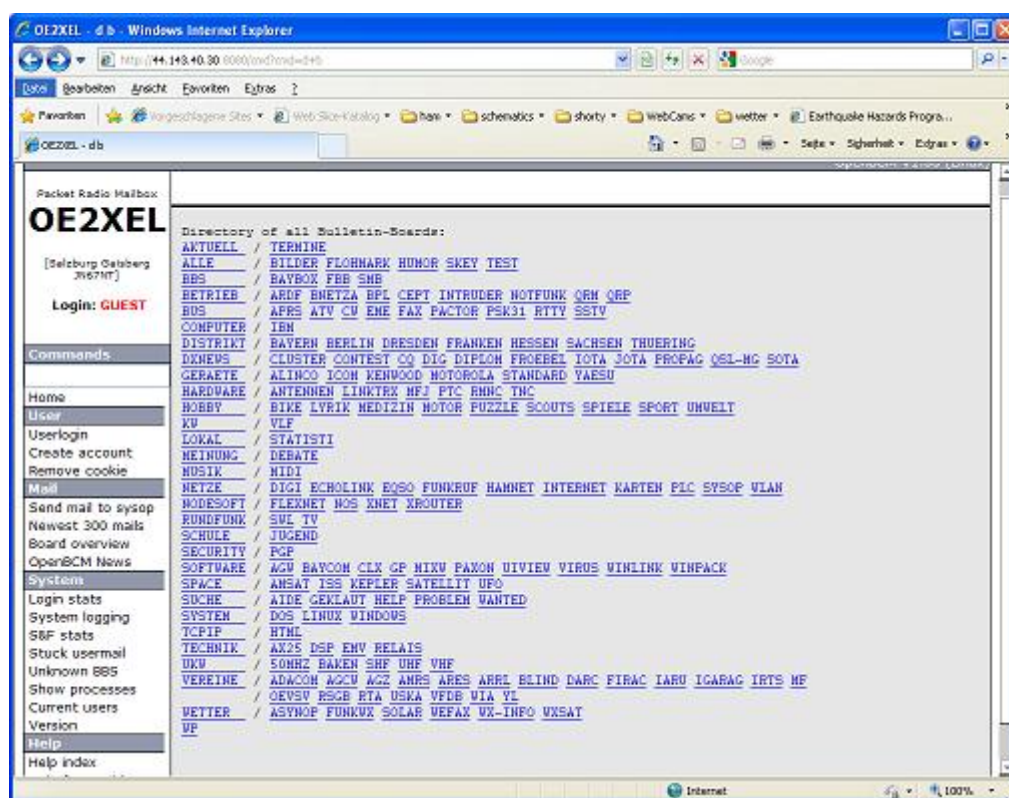 OE2XEL - d b - Windows Internet Explorer
http://44.143.40.30:8080/cmd?cmd=d+b
Google
Datei Bearbeiten Ansicht Favoriten Extras ?
Favoriten Vorgeschlagene Sites Web Slice-Katalog ham schematics shorty WebCams wetter Earthquake Hazards Progra...
OE2XEL - d b
Seite Sicherheit Extras
Packet Radio Mailbox
OE2XEL
[Salzburg Gaisberg
JN67NT]
Login: GUEST
Commands
Home
User
Userlogin
Create account
Remove cookie
Mail
Send mail to sysop
Newest 300 mails
Board overview
OpenBCM News
System
Login stats
System logging
S&F stats
Stuck usermail
Unknown BBS
Show processes
Current users
Version
Help
Help index
Directory of all Bulletin-Boards:
AKTUELL / TERMINE
ALLE / BILDER FLOHMARK HUMOR SKEY TEST
BBS / BAYBOX FBB SMB
BETRIEB / ARDF BNETZA BPL CEPT INTRUDER NOTFUNK QRM QRP
BUS / APRS ATV CW EME FAX PACTOR PSK31 RTTY SSTV
COMPUTER / IBM
DISTRIKT / BAYERN BERLIN DRESDEN FRANKEN HESSEN SACHSEN THUERING
DXNEWS / CLUSTER CONTEST CQ DIG DIPLOM FROEBEL IOTA JOTA PROPAG QSL-MG SOTA
GERAETE / ALINCO ICOM KENWOOD MOTOROLA STANDARD YAESU
HARDWARE / ANTENNEN LINKTRX MFJ PTC RMNC TNC
HOBBY / BIKE LYRIK MEDIZIN MOTOR PUZZLE SCOUTS SPIELE SPORT UMWELT
KW / VLF
LOKAL / STATISTI
MEINUNG / DEBATE
MUSIK / MIDI
NETZE / DIGI ECHOLINK EQSO FUNKRUF HAMNET INTERNET KARTEN PLC SYSOP WLAN
NODESOFT / FLEXNET NOS XNET XROUTER
RUNDFUNK / SWL TV
SCHULE / JUGEND
SECURITY / PGP
SOFTWARE / AGW BAYCOM CLX GP MIXW PAXON UIVIEW VIRUS WINLINK WINPACK
SPACE / AMSAT ISS KEPLER SATELLIT UFO
SUCHE / AIDE GEKLAUT HELP PROBLEM WANTED
SYSTEM / DOS LINUX WINDOWS
TCPIP / HTML
TECHNIK / AX25 DSP EMV RELAIS
UKW / 50MHZ BAKEN SHF UHF VHF
VEREINE / ADACOM AGCW AGZ AMRS ARES ARRL BLIND DARC FIRAC IARU IGARAG IRTS MF
/ OEVSV RSGB RTA USKA VFDB WIA YL
WETTER / ASYNOP FUNKWX SOLAR WEFAX WX-INFO WXSAT
WP
Internet
100%